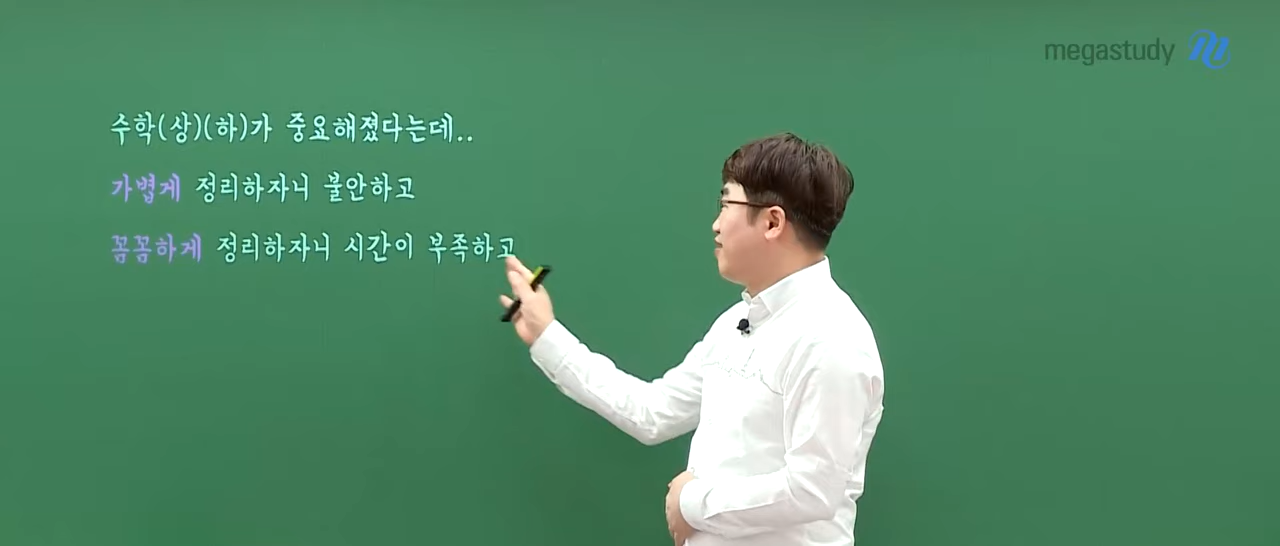 megastudy
수학(상)(하)가 중요해졌다는데..
가볍게 정리하자니 불안하고
꼼꼼하게 정리하자니 시간이 부족하고